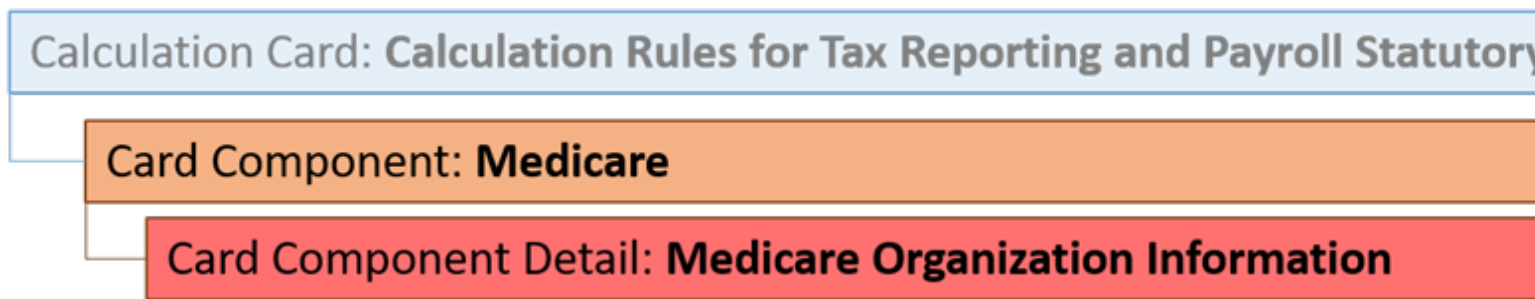 Calculation Card: Calculation Rules for Tax Reporting and Payroll Statutory
Card Component: Medicare
Card Component Detail: Medicare Organization Information